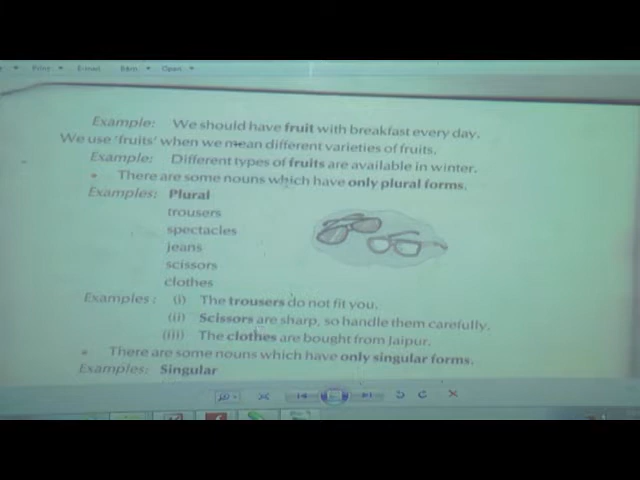 Print E-mail Burn Open
Example: We should have fruit with breakfast every day.
We use 'fruits' when we mean different varieties of fruits.
Example: Different types of fruits are available in winter.
• There are some nouns which have only plural forms.
Examples: Plural
trousers
spectacles
jeans
scissors
clothes
Examples : (i) The trousers do not fit you.
(ii) Scissors are sharp, so handle them carefully.
(iii) The clothes are bought from Jaipur.
• There are some nouns which have only singular forms.
Examples: Singular